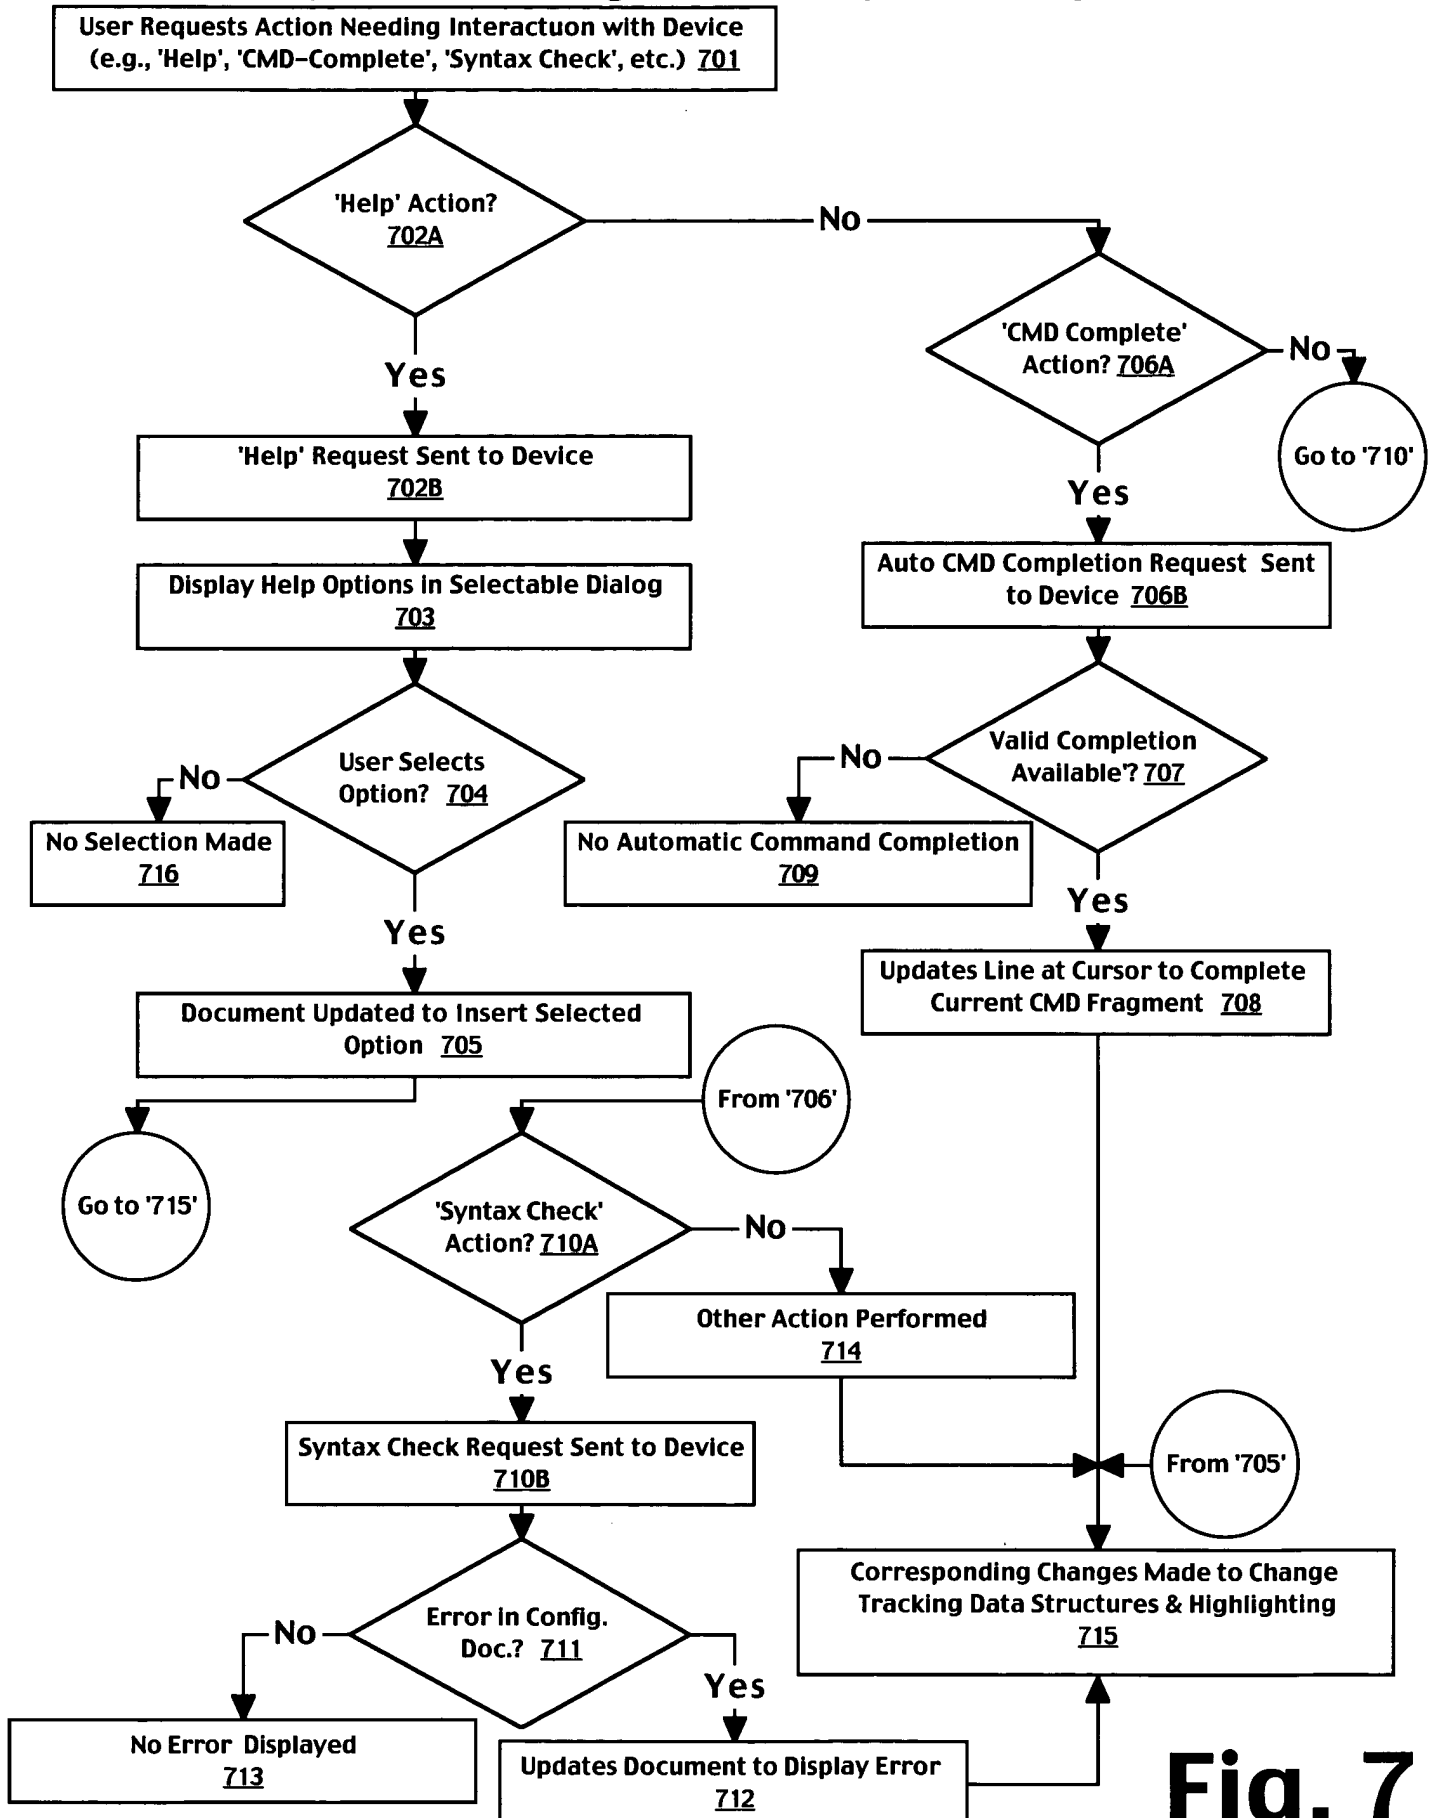 User Requests Action Needing Interactuon with Device
(e.g., 'Help', 'CMD-Complete', 'Syntax Check', etc.) 701
'Help' Action?
702A
No
'CMD Complete'
Action? 706A
No
Go to '710'
Yes
'Help' Request Sent to Device
702B
Yes
Auto CMD Completion Request Sent
to Device 706B
Display Help Options in Selectable Dialog
703
User Selects
Option? 704
No
No Selection Made
716
Valid Completion
Available'? 707
No
No Automatic Command Completion
709
Yes
Updates Line at Cursor to Complete
Current CMD Fragment 708
Yes
Document Updated to Insert Selected
Option 705
Go to '715'
From '706'
'Syntax Check'
Action? 710A
No
Other Action Performed
714
Yes
Syntax Check Request Sent to Device
710B
From '705'
Corresponding Changes Made to Change
Tracking Data Structures & Highlighting
715
Error in Config.
Doc.? 711
No
No Error Displayed
713
Yes
Updates Document to Display Error
712
Fig. 7